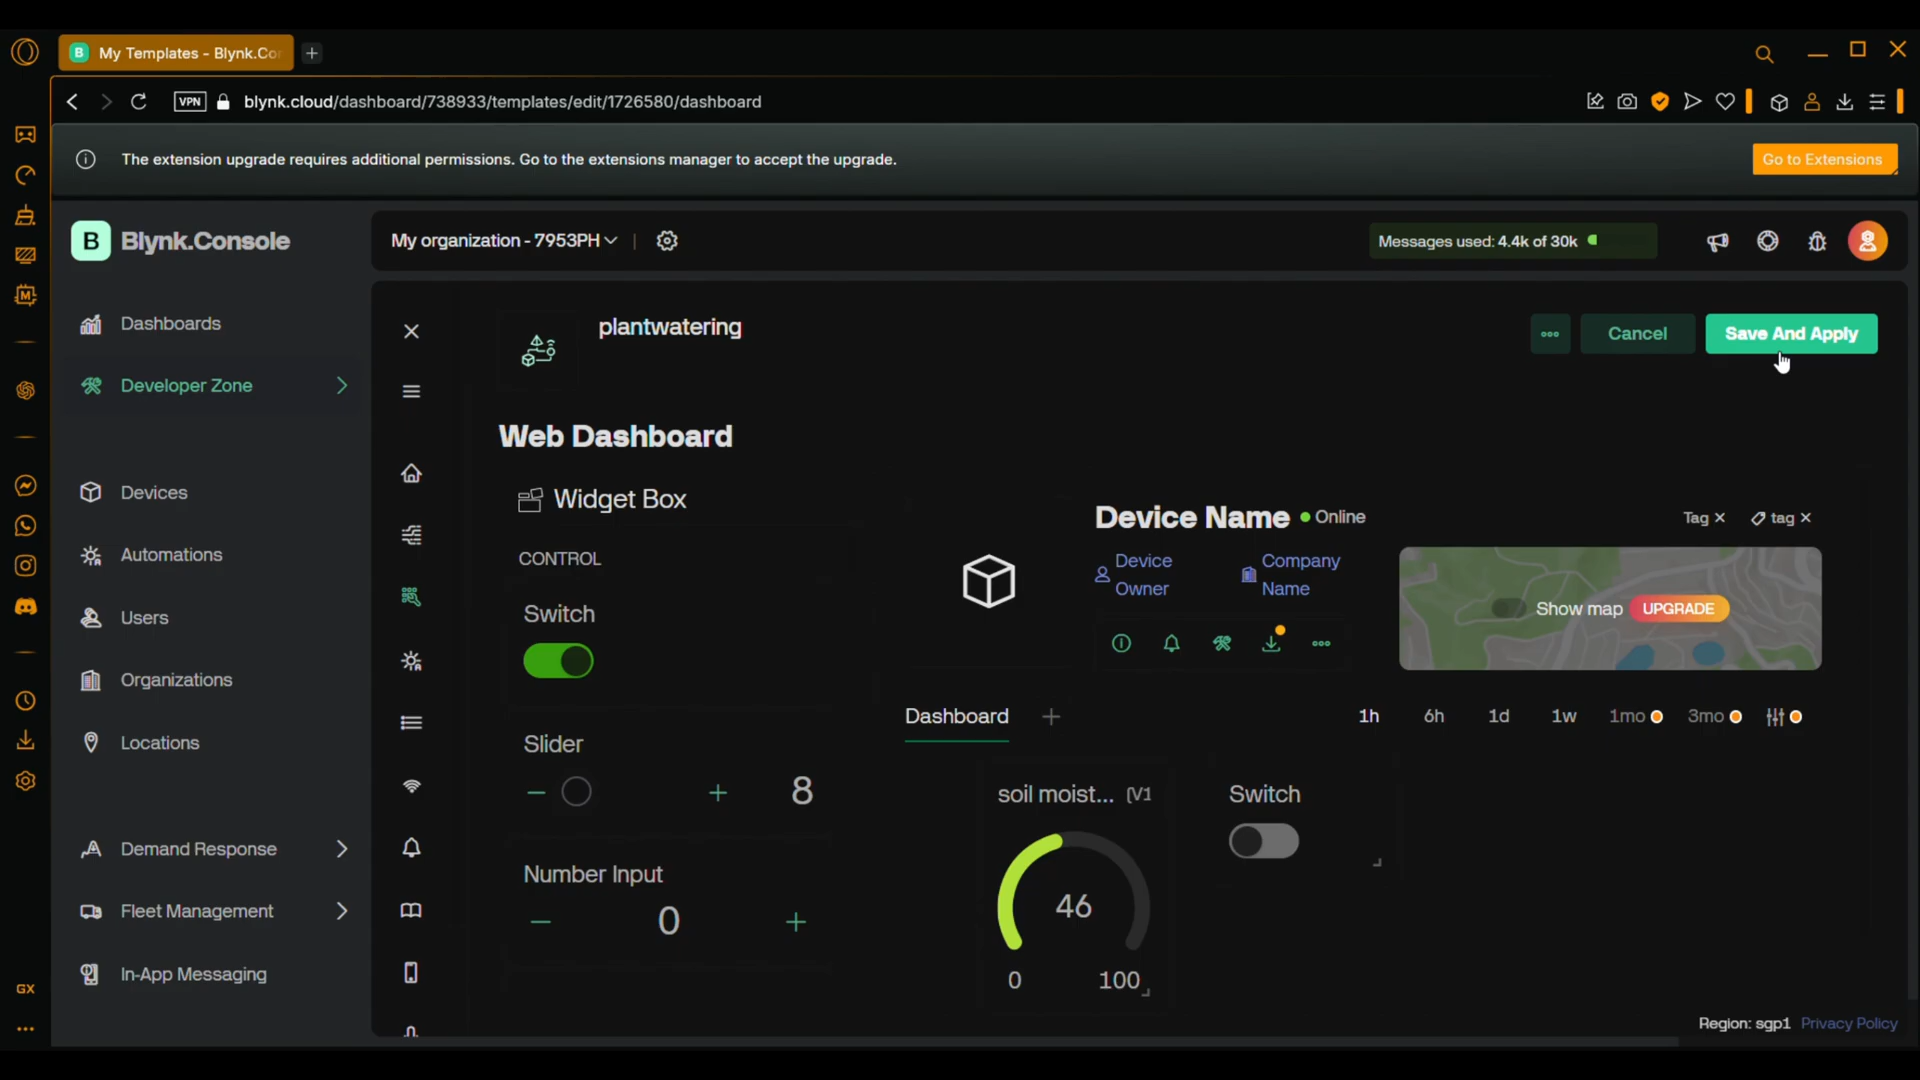 My Templates - Blynk.Co
VPN
blynk.cloud/dashboard/738933/templates/edit/1726580/dashboard
The extension upgrade requires additional permissions. Go to the extensions manager to accept the upgrade.
Go to Extensions
B Blynk.Console
My organization - 7953PH
Messages used: 4.4k of 30k
Dashboards
Developer Zone
Devices
Automations
Users
Organizations
Locations
Demand Response
Fleet Management
In-App Messaging
GX
plantwatering
Cancel
Save And Apply
Web Dashboard
Widget Box
CONTROL
Switch
Slider
8
Number Input
0
Device Name
Online
Tag
tag
Device Owner
Company Name
Show map
UPGRADE
Dashboard
1h
6h
1d
1w
1mo
3mo
soil moist... (V1
46
0
100
Switch
Region: sgp1
Privacy Policy